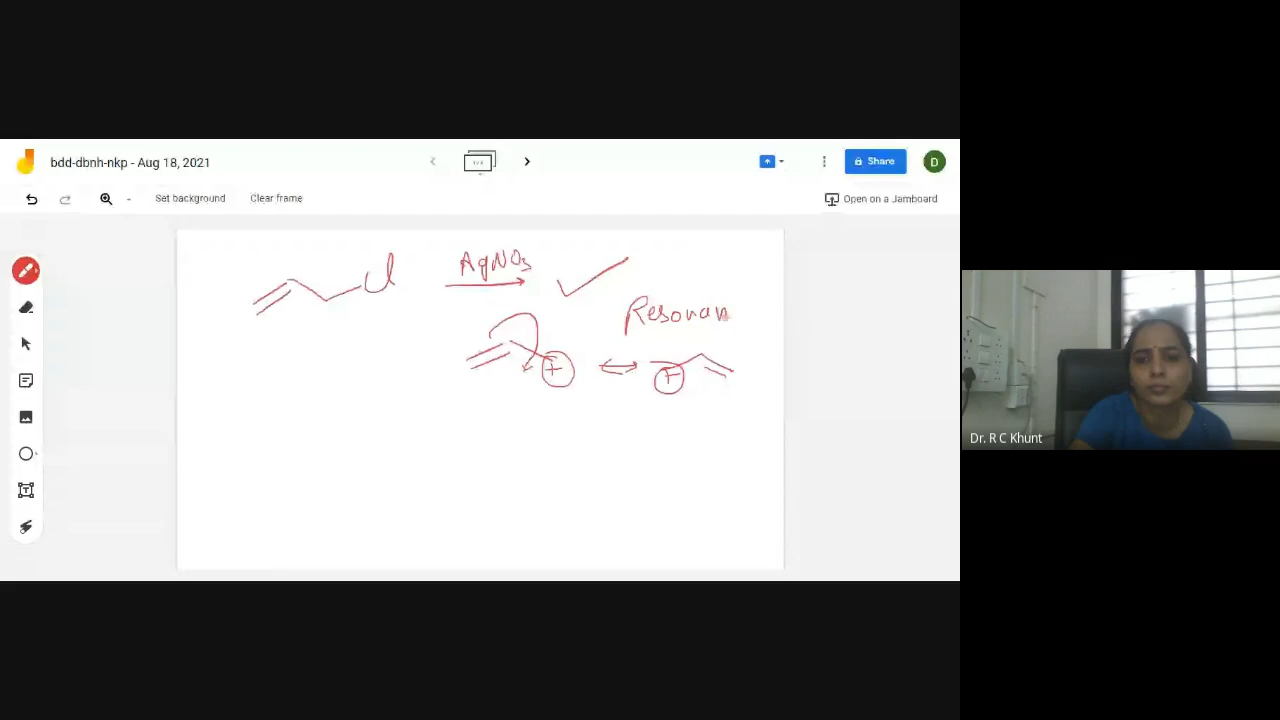 bdd-dbnh-nkp - Aug 18, 2021
Share
D
Set background
Clear frame
Open on a Jamboard
Cl
AgNO3
Resonan
+
+
Dr. R C Khunt